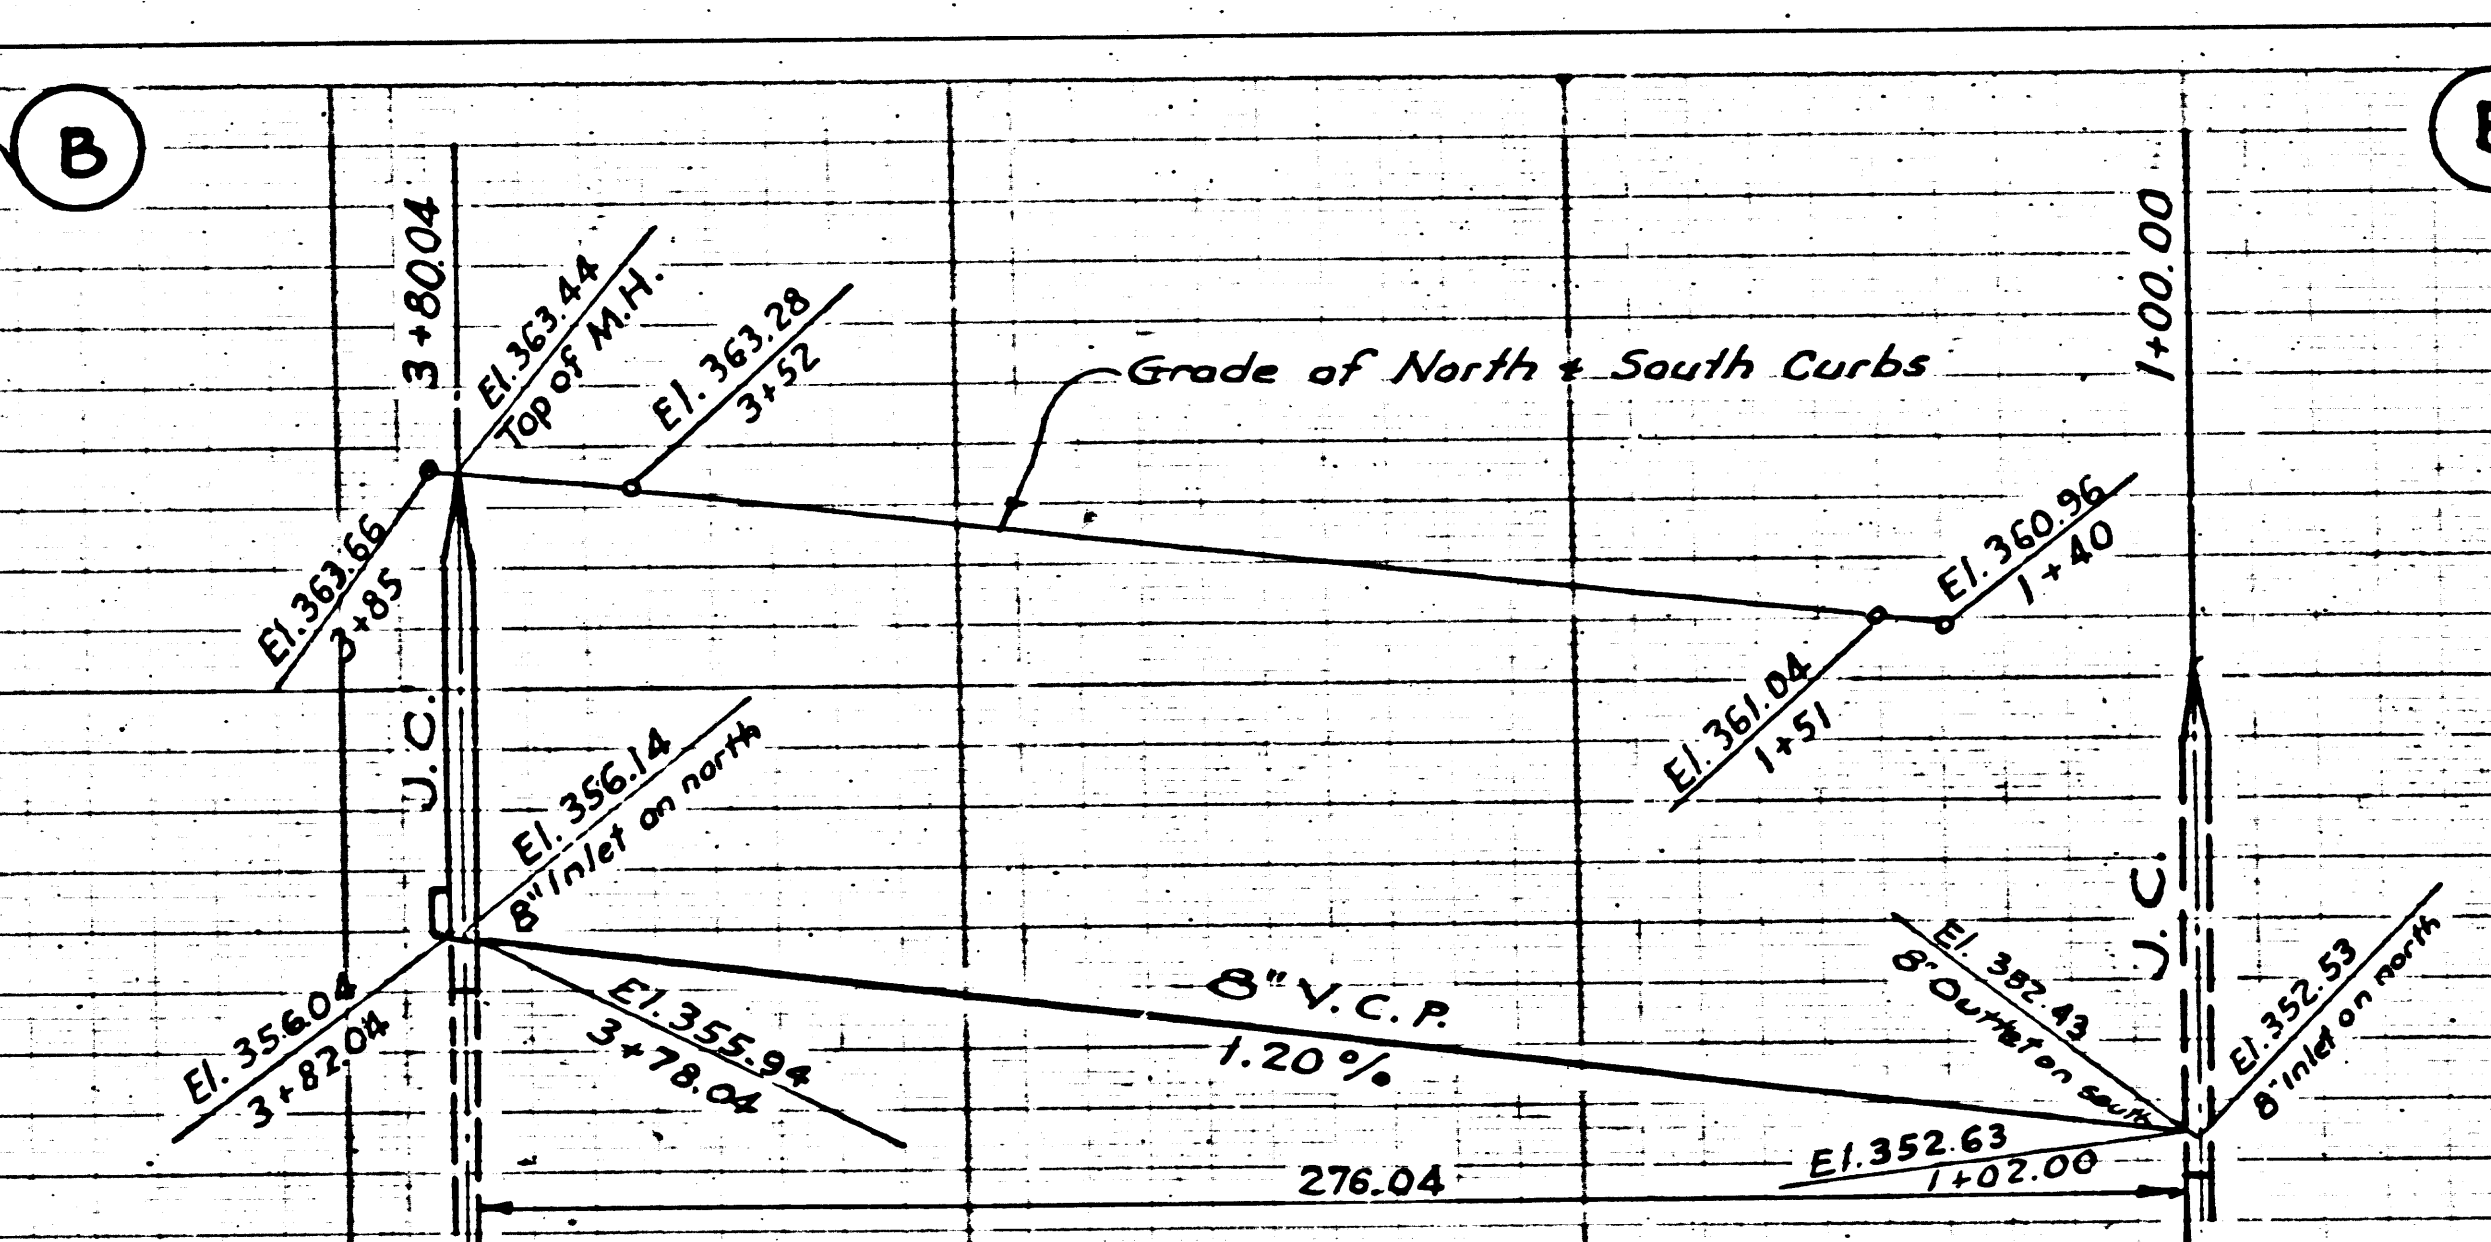 B
3+80.04
El. 363.44
Top of M.H.
El. 363.28
3+52
Grade of North & South Curbs
1+00.00
El. 363.66
3+85
El. 360.96
1+40
El. 361.04
1+51
J.C.
El. 356.14
8" Inlet on north
J.C.
El. 356.04
3+82.04
El. 355.94
3+78.04
8" V.C.P.
1.20 %
El. 352.43
8" Outlet on south
El. 352.53
8" Inlet on north
El. 352.63
1+02.00
276.04